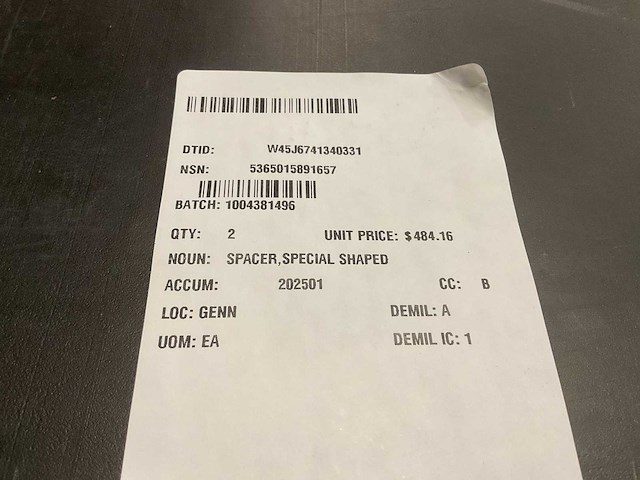 DTID: W45J6741340331
NSN: 5365015891657
BATCH: 1004381496
QTY: 2 UNIT PRICE: $484.16
NOUN: SPACER,SPECIAL SHAPED
ACCUM: 202501 CC: B
LOC: GENN DEMIL: A
UOM: EA DEMIL IC: 1